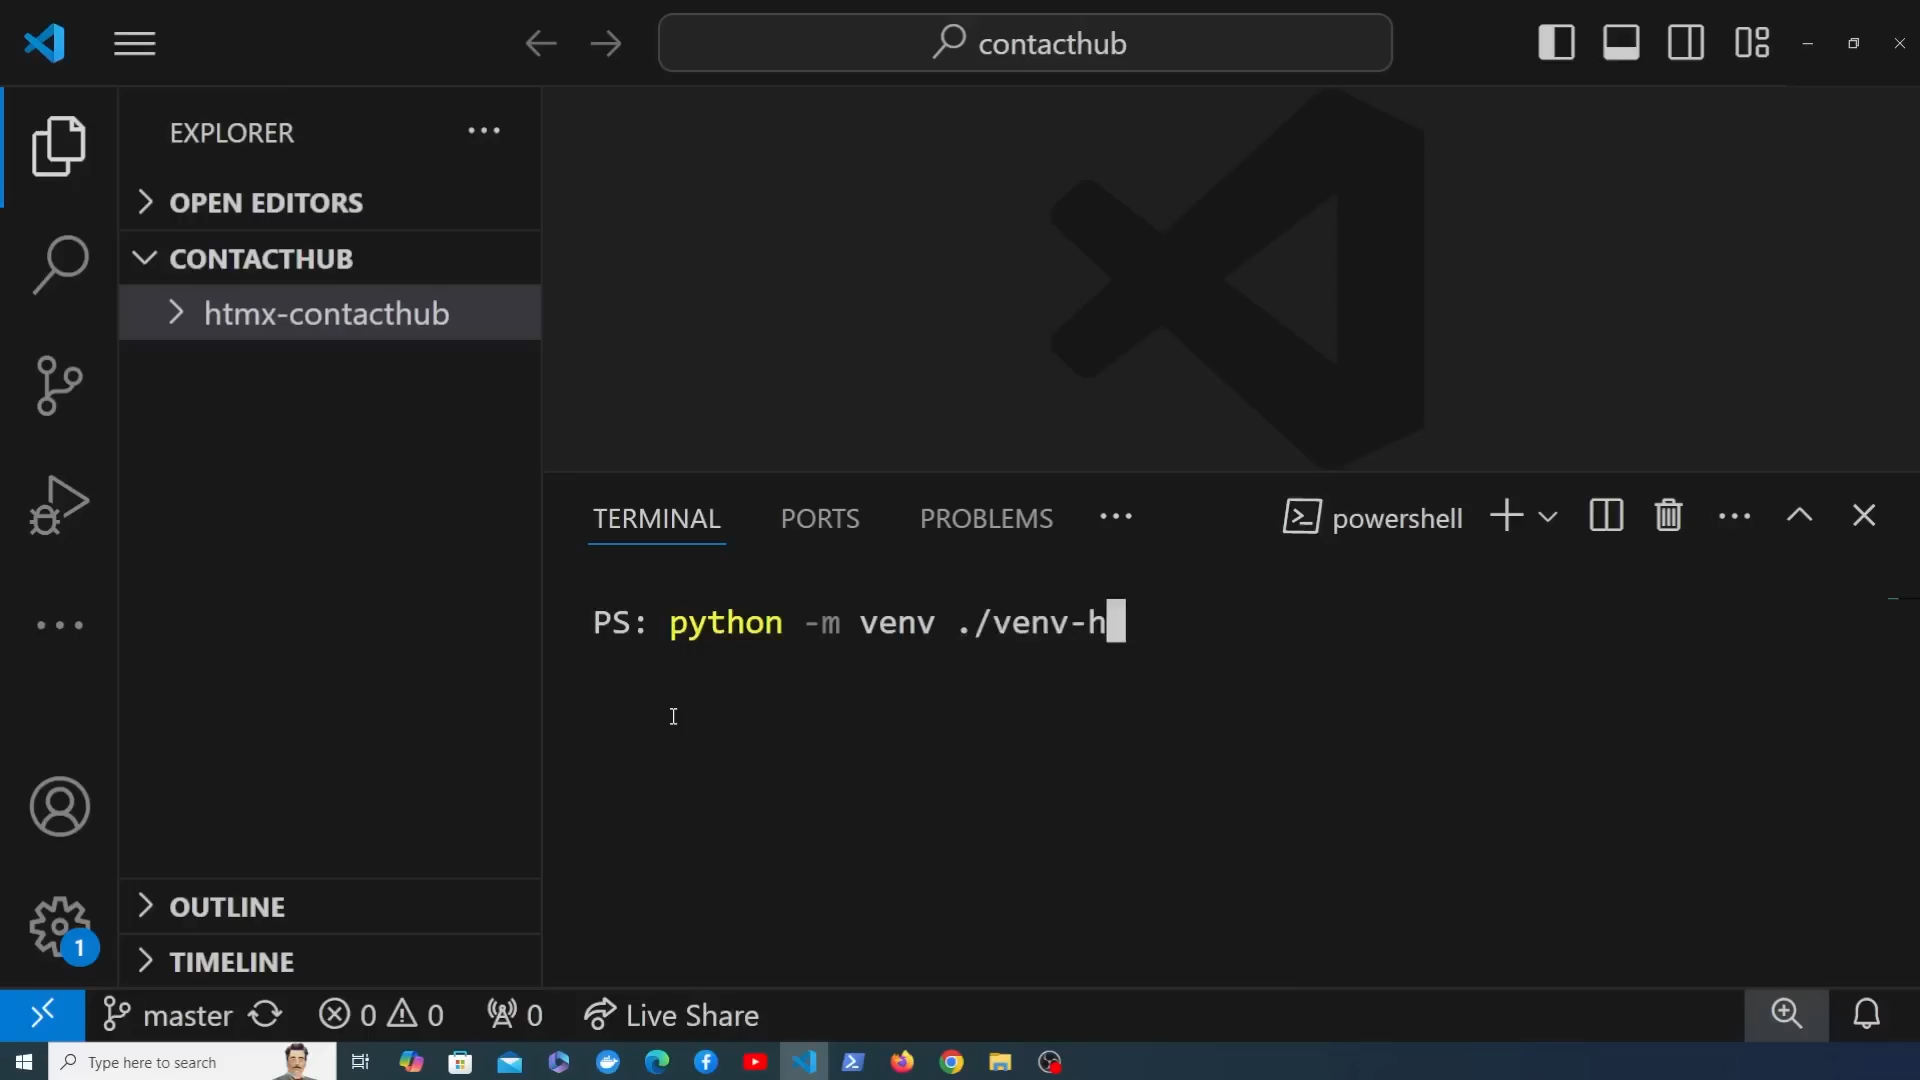 contacthub
EXPLORER
OPEN EDITORS
CONTACTHUB
htmx-contacthub
TERMINAL PORTS PROBLEMS powershell
PS: python -m venv ./venv-h
OUTLINE
TIMELINE
1
master 0 0 0 Live Share
Type here to search